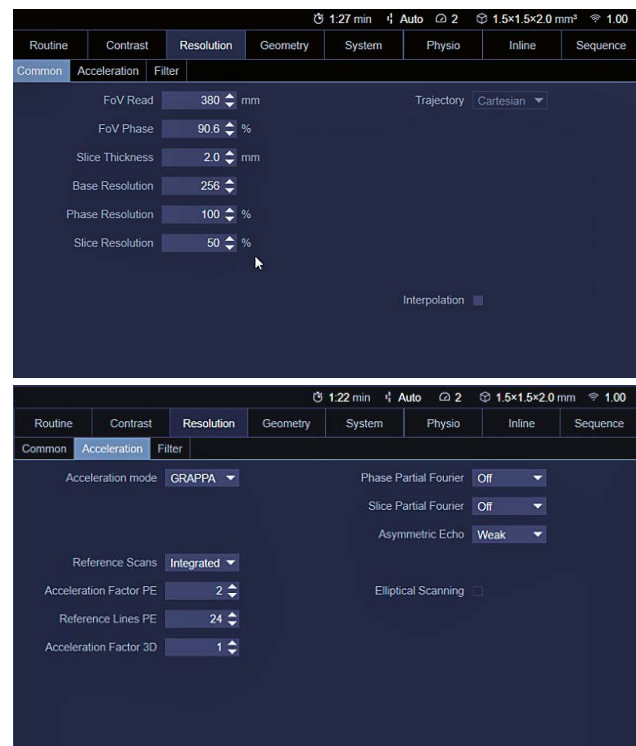 1:27 min Auto 2 1.5×1.5×2.0 mm³ 1.00
Routine Contrast Resolution Geometry System Physio Inline Sequence
Common Acceleration Filter
FoV Read 380 mm Trajectory Cartesian
FoV Phase 90.6 %
Slice Thickness 2.0 mm
Base Resolution 256
Phase Resolution 100 %
Slice Resolution 50 %
Interpolation
1:22 min Auto 2 1.5×1.5×2.0 mm 1.00
Routine Contrast Resolution Geometry System Physio Inline Sequence
Common Acceleration Filter
Acceleration mode GRAPPA Phase Partial Fourier Off
Slice Partial Fourier Off
Asymmetric Echo Weak
Reference Scans Integrated
Acceleration Factor PE 2 Elliptical Scanning
Reference Lines PE 24
Acceleration Factor 3D 1